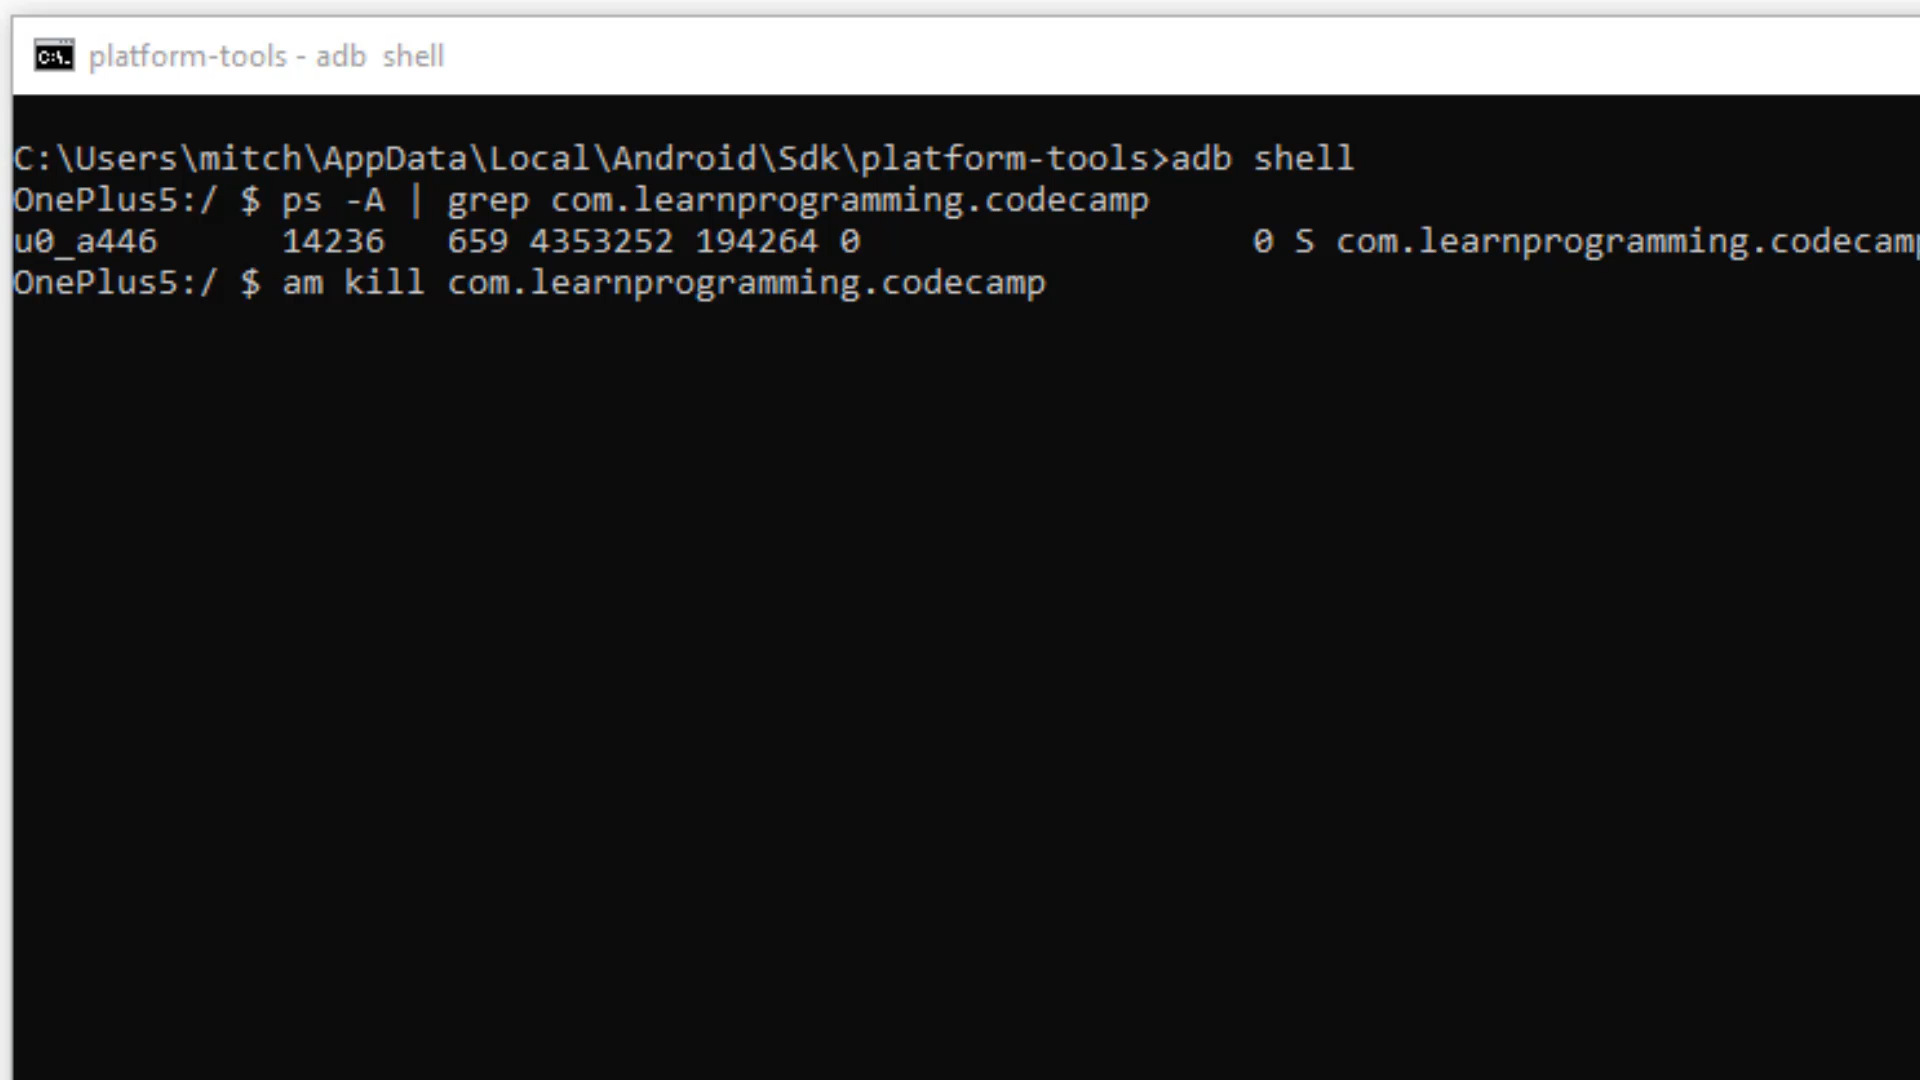 C:\. platform-tools - adb  shell
C:\Users\mitch\AppData\Local\Android\Sdk\platform-tools>adb shell
OnePlus5:/ $ ps -A | grep com.learnprogramming.codecamp
u0_a446      14236   659 4353252 194264 0                   0 S com.learnprogramming.codecamp
OnePlus5:/ $ am kill com.learnprogramming.codecamp